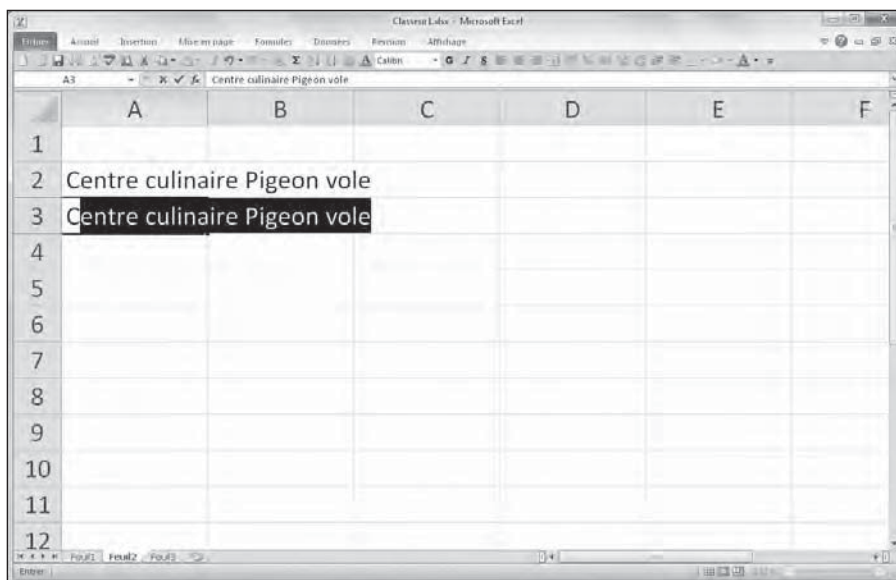 Classeur1.xlsx - Microsoft Excel
Fichier Accueil Insertion Mise en page Formules Données Révision Affichage
Calibri G I S
A3 fx Centre culinaire Pigeon vole
A B C D E F
1
2 Centre culinaire Pigeon vole
3 Centre culinaire Pigeon vole
4
5
6
7
8
9
10
11
12
Feuil1 Feuil2 Feuil3
Entrer